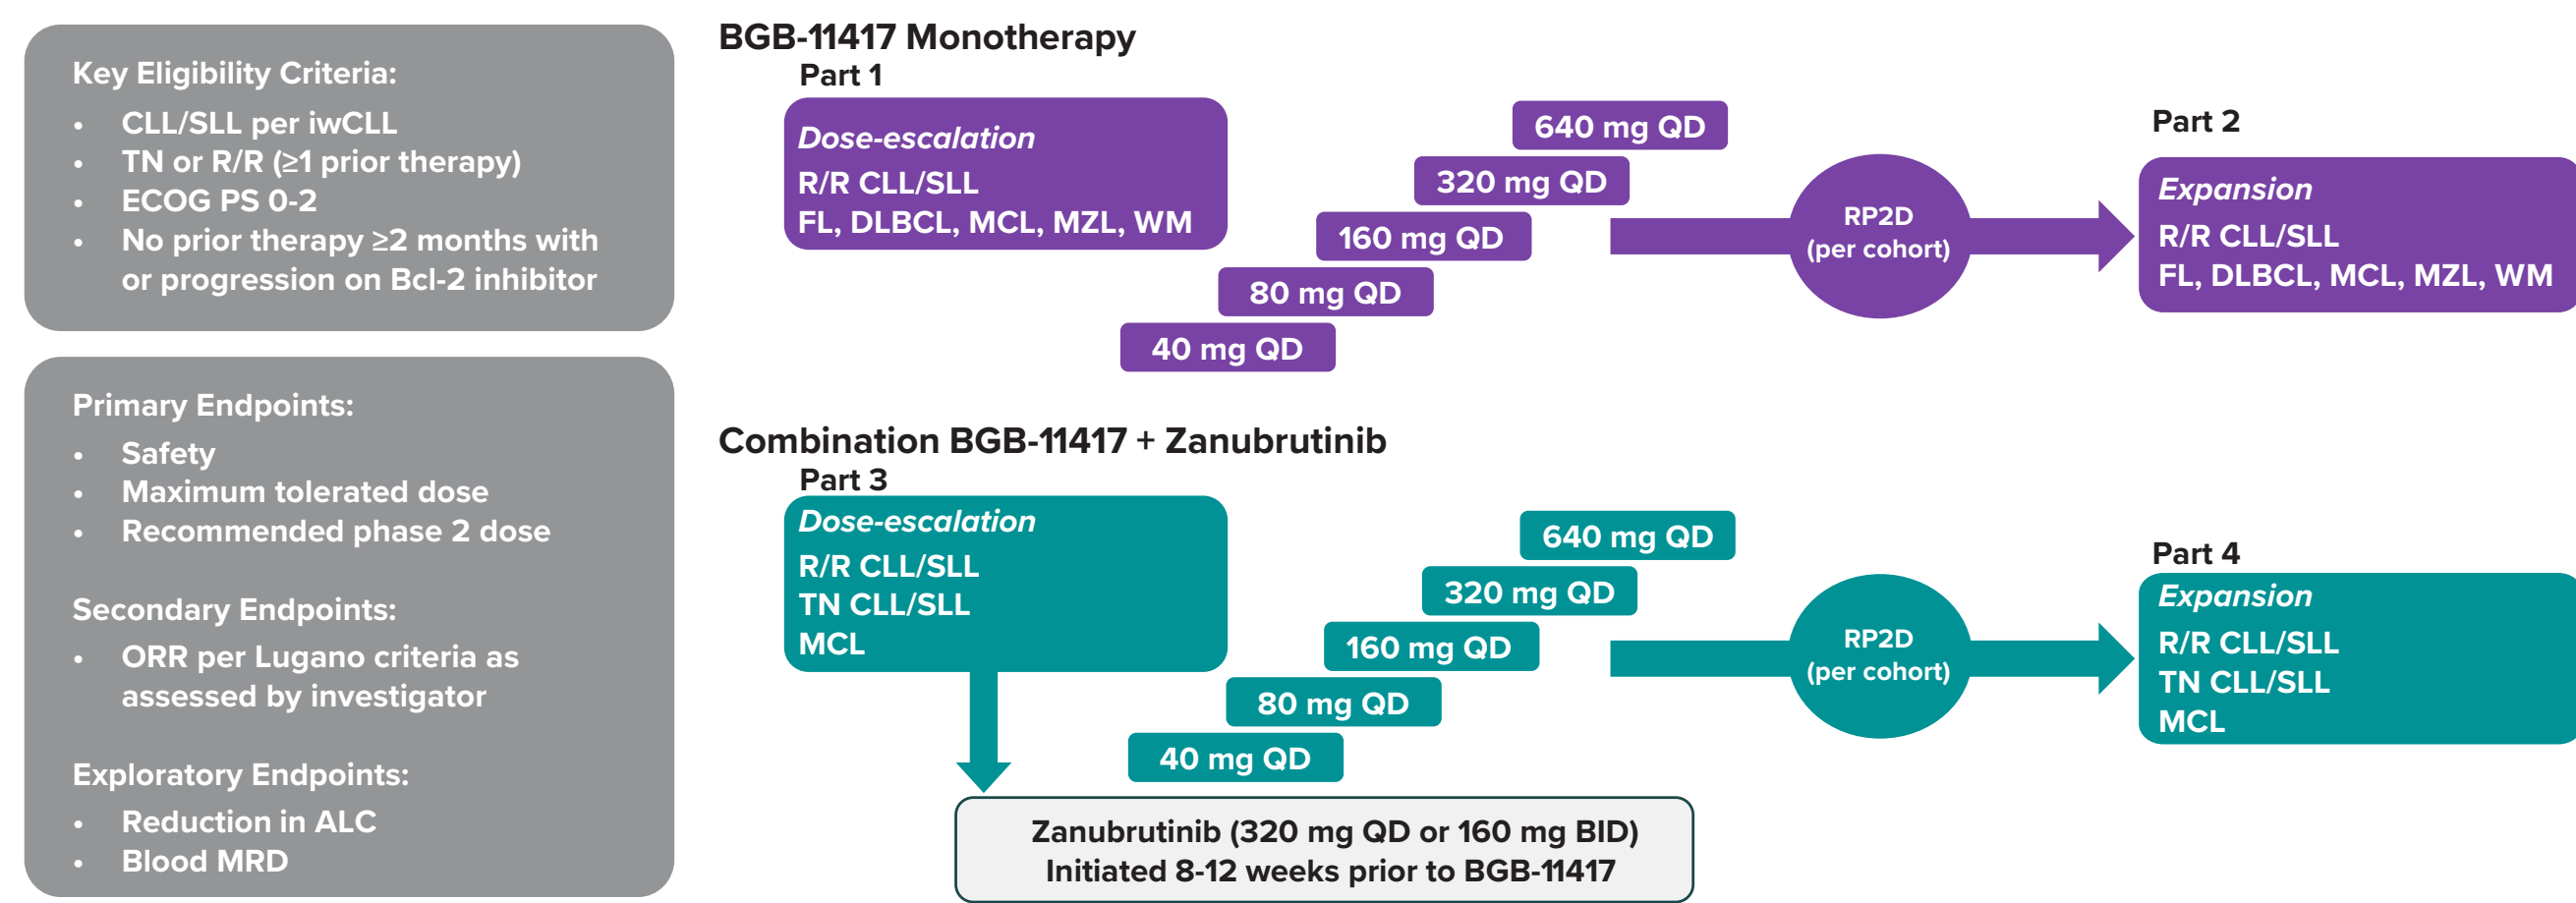 Key Eligibility Criteria:
• CLL/SLL per iwCLL
• TN or R/R (≥1 prior therapy)
• ECOG PS 0-2
• No prior therapy ≥2 months with
or progression on Bcl-2 inhibitor
Primary Endpoints:
• Safety
• Maximum tolerated dose
• Recommended phase 2 dose
Secondary Endpoints:
• ORR per Lugano criteria as
assessed by investigator
Exploratory Endpoints:
• Reduction in ALC
• Blood MRD
BGB-11417 Monotherapy
Part 1
Dose-escalation
R/R CLL/SLL
FL, DLBCL, MCL, MZL, WM
640 mg QD
320 mg QD
160 mg QD
80 mg QD
40 mg QD
RP2D
(per cohort)
Part 2
Expansion
R/R CLL/SLL
FL, DLBCL, MCL, MZL, WM
Combination BGB-11417 + Zanubrutinib
Part 3
Dose-escalation
R/R CLL/SLL
TN CLL/SLL
MCL
640 mg QD
320 mg QD
160 mg QD
80 mg QD
40 mg QD
RP2D
(per cohort)
Part 4
Expansion
R/R CLL/SLL
TN CLL/SLL
MCL
Zanubrutinib (320 mg QD or 160 mg BID)
Initiated 8-12 weeks prior to BGB-11417